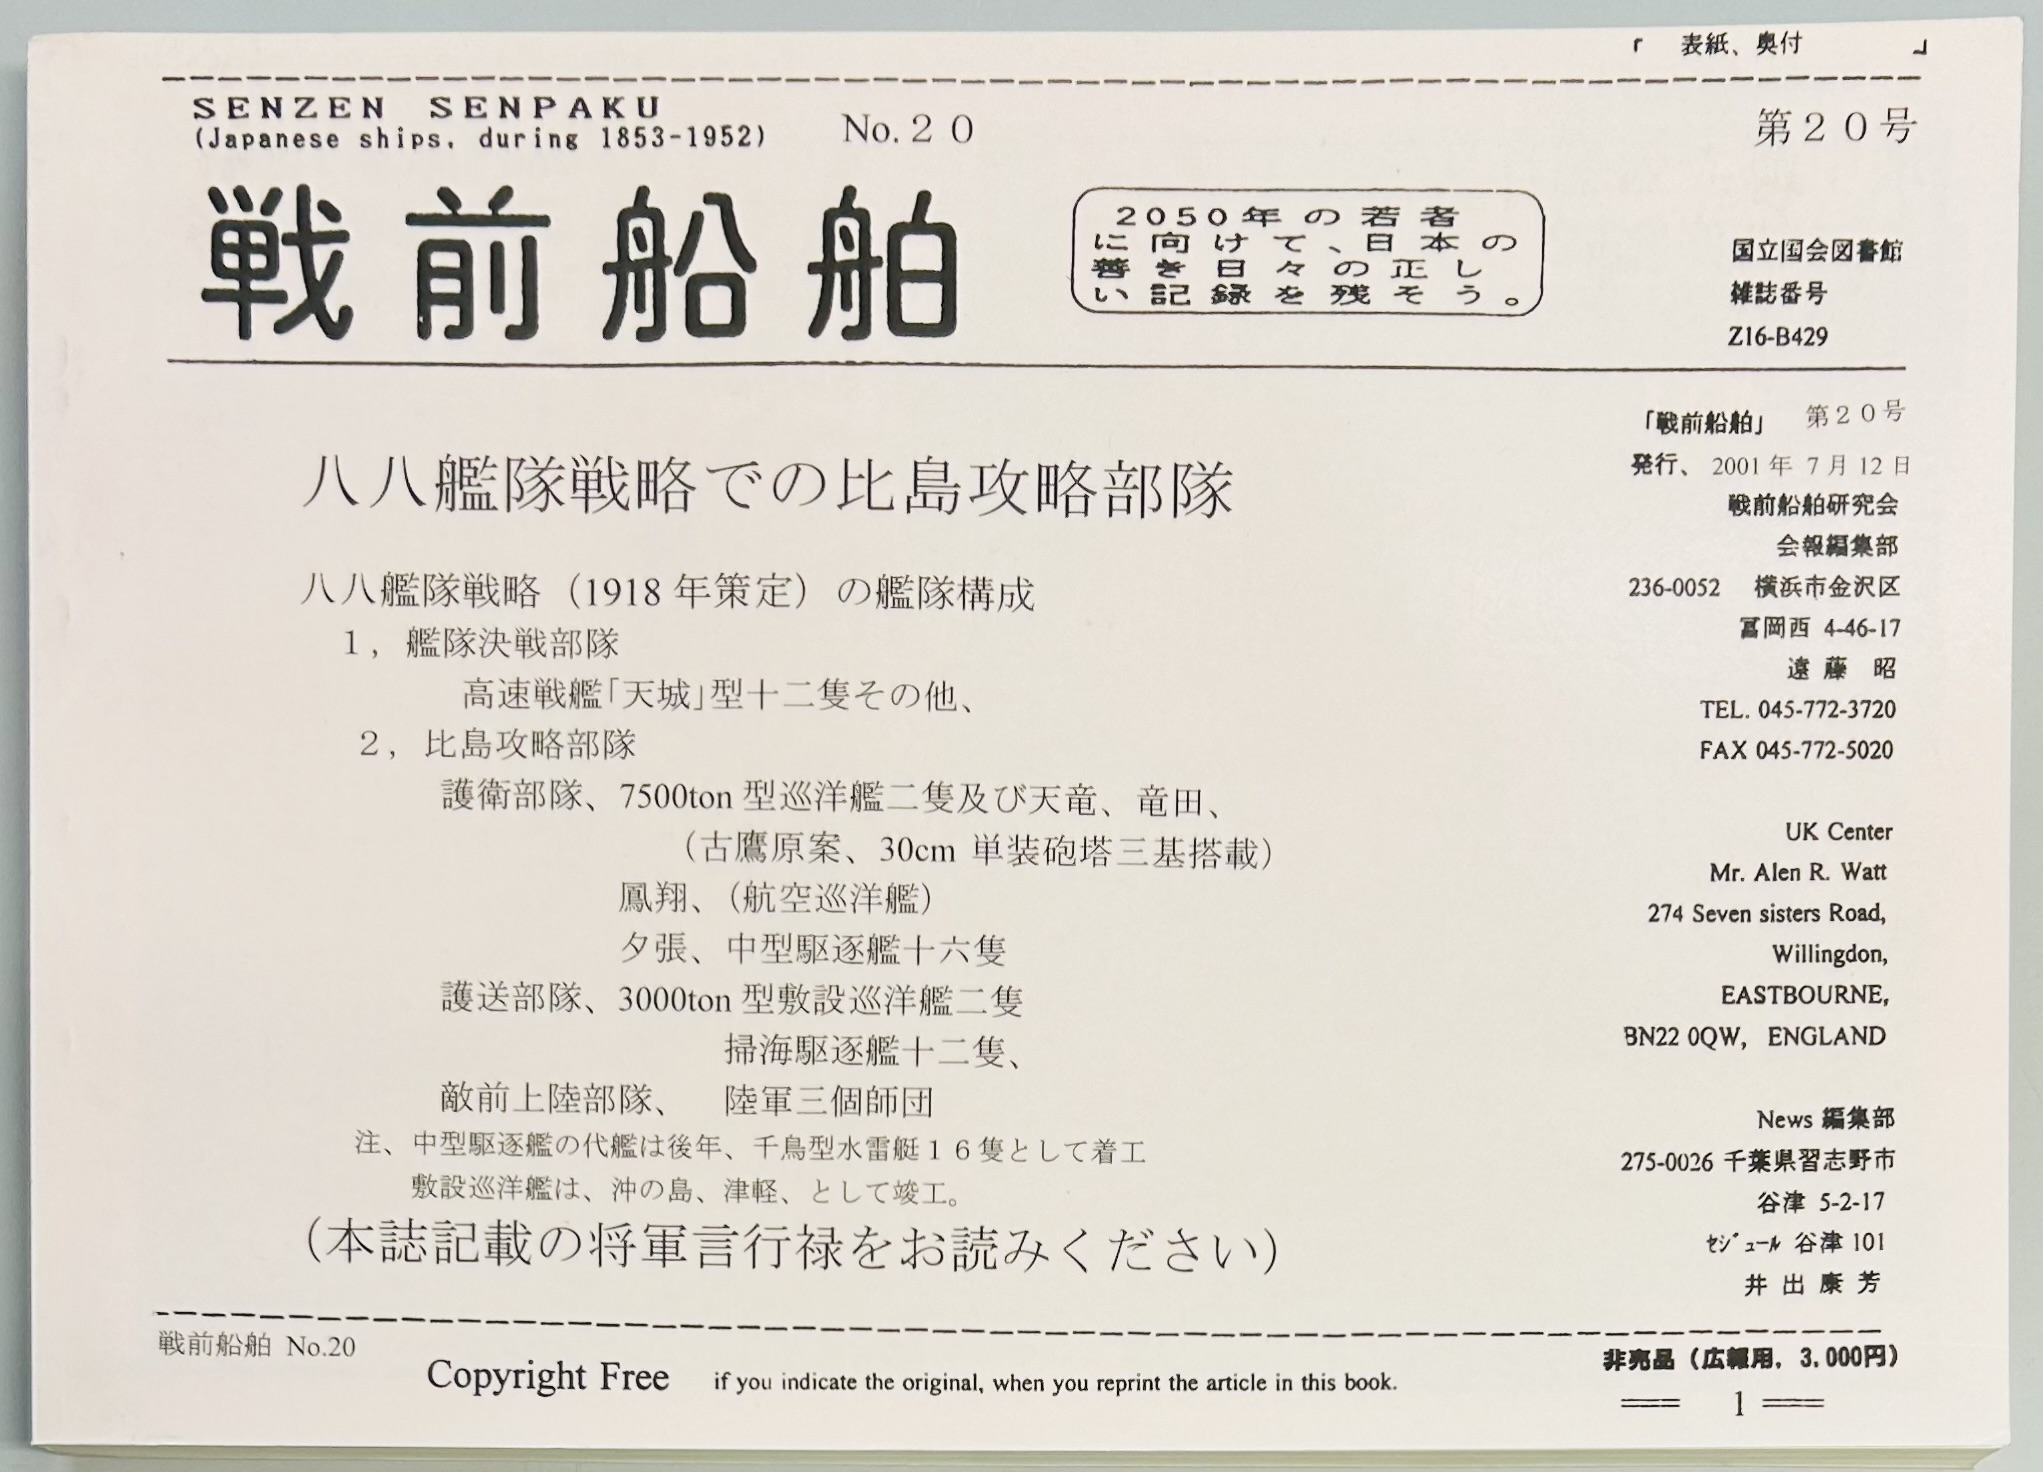 「　表紙、奥付　　　」
SENZEN SENPAKU
(Japanese ships, during 1853-1952)
No.20
第20号
戦前船舶
2050年の若者
に向けて、日本の
善き日々の正し
い記録を残そう。
国立国会図書館
雑誌番号
Z16-B429
八八艦隊戦略での比島攻略部隊
八八艦隊戦略（1918年策定）の艦隊構成
1，艦隊決戦部隊
高速戦艦「天城」型十二隻その他、
2，比島攻略部隊
護衛部隊、7500ton型巡洋艦二隻及び天竜、竜田、
（古鷹原案、30cm 単装砲塔三基搭載）
鳳翔、（航空巡洋艦）
夕張、中型駆逐艦十六隻
護送部隊、3000ton型敷設巡洋艦二隻
掃海駆逐艦十二隻、
敵前上陸部隊、　陸軍三個師団
注、中型駆逐艦の代艦は後年、千鳥型水雷艇16隻として着工
敷設巡洋艦は、沖の島、津軽、として竣工。
（本誌記載の将軍言行禄をお読みください）
「戦前船舶」　第20号
発行、2001年7月12日
戦前船舶研究会
会報編集部
236-0052　横浜市金沢区
冨岡西 4-46-17
遠藤　昭
TEL. 045-772-3720
FAX 045-772-5020
UK Center
Mr. Alen R. Watt
274 Seven sisters Road,
Willingdon,
EASTBOURNE,
BN22 0QW, ENGLAND
News 編集部
275-0026 千葉県習志野市
谷津 5-2-17
ｾｼﾞｭｰﾙ 谷津 101
井出康芳
戦前船舶 No.20
Copyright Free if you indicate the original, when you reprint the article in this book.
非売品（広報用，3,000円）
＝ 1 ＝